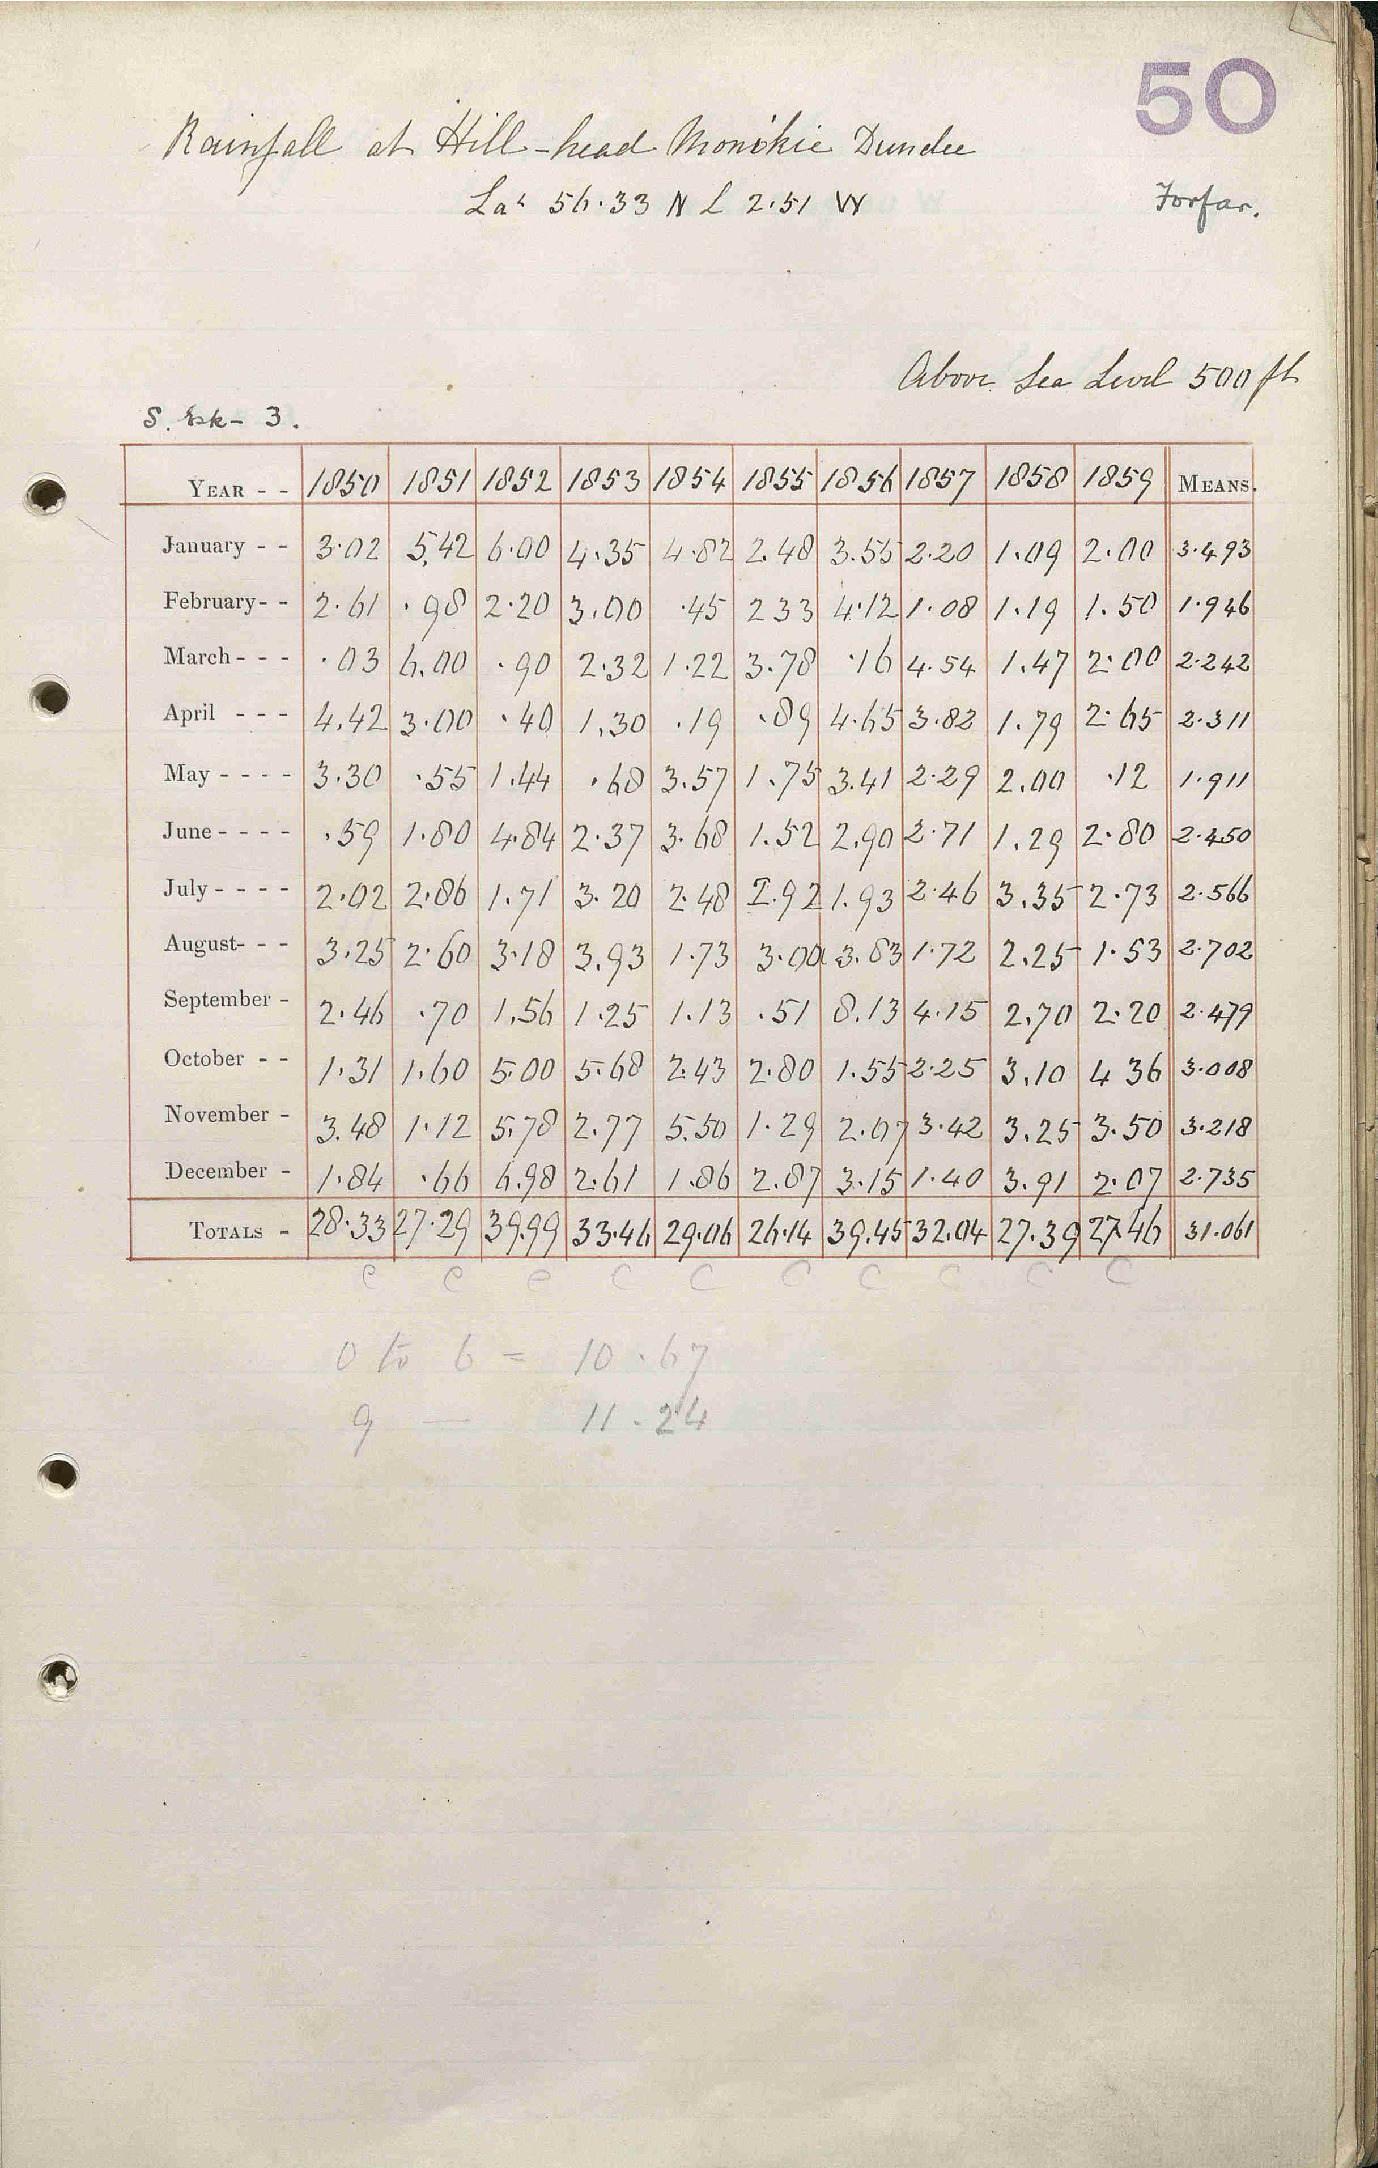 50
Rainfall at Hill-head Monikie Dundee
Lat 56.33 N L 2.51 W
Forfar.
Above Sea Level 500 ft
S. Esk - 3.
YEAR - - 1850 1851 1852 1853 1854 1855 1856 1857 1858 1859 MEANS.
January - - 3.02 5.42 6.00 4.35 4.82 2.48 3.55 2.20 1.09 2.00 3.493
February - - 2.61 .98 2.20 3.00 .45 2 33 4.12 1.08 1.19 1.50 1.946
March - - - .03 6.00 .90 2.32 1.22 3.78 .16 4.54 1.47 2.00 2.242
April - - - 4.42 3.00 .40 1.30 .19 .89 4.65 3.82 1.79 2.65 2.311
May - - - - 3.30 .55 1.44 .68 3.57 1.75 3.41 2.29 2.00 .12 1.911
June - - - - .59 1.80 4.84 2.37 3.68 1.52 2.90 2.71 1.29 2.80 2.450
July - - - - 2.02 2.86 1.71 3.20 2.48 2.92 1.93 2.46 3.35 2.73 2.566
August - - - 3.25 2.60 3.18 3.93 1.73 3.00 3.83 1.72 2.25 1.53 2.702
September - 2.46 .70 1.56 1.25 1.13 .51 8.13 4.15 2.70 2.20 2.479
October - - 1.31 1.60 5.00 5.68 2.43 2.80 1.55 2.25 3.10 4 36 3.008
November - 3.48 1.12 5.78 2.77 5.50 1.29 2.07 3.42 3.25 3.50 3.218
December - 1.84 .66 6.98 2.61 1.86 2.87 3.15 1.40 3.91 2.07 2.735
TOTALS - 28.33 27.29 39.99 33.46 29.06 26.14 39.45 32.04 27.39 27.46 31.061
C C C C C C C C C C
0 to 6 = 10.67
9 — 11.24